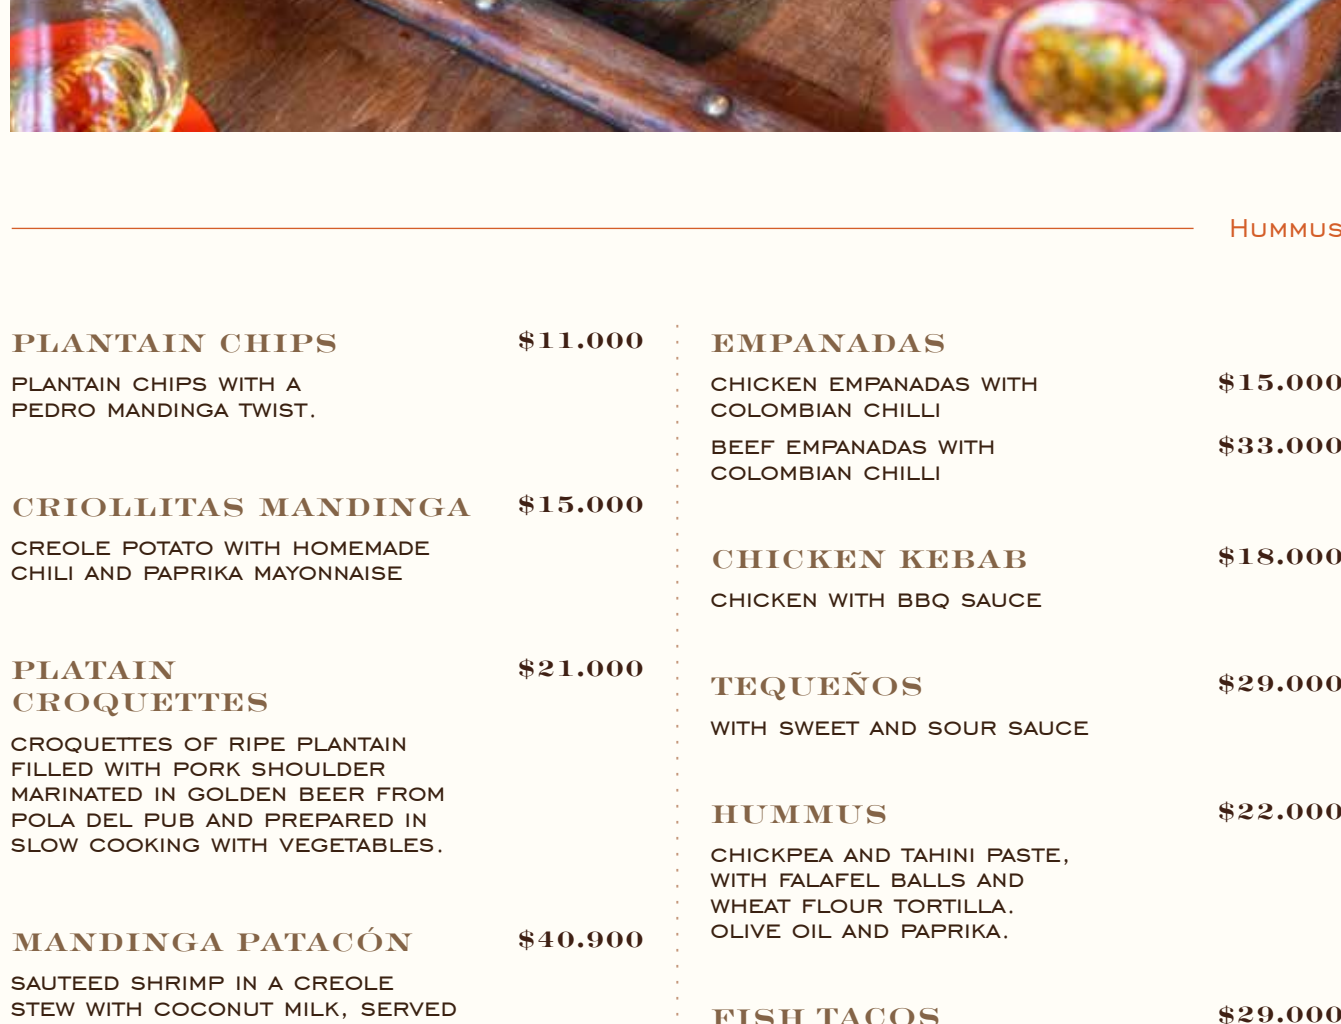 HUMMUS
PLANTAIN CHIPS $11.000
PLANTAIN CHIPS WITH A
PEDRO MANDINGA TWIST.
CRIOLLITAS MANDINGA $15.000
CREOLE POTATO WITH HOMEMADE
CHILI AND PAPRIKA MAYONNAISE
PLATAIN $21.000
CROQUETTES
CROQUETTES OF RIPE PLANTAIN
FILLED WITH PORK SHOULDER
MARINATED IN GOLDEN BEER FROM
POLA DEL PUB AND PREPARED IN
SLOW COOKING WITH VEGETABLES.
MANDINGA PATACÓN $40.900
SAUTEED SHRIMP IN A CREOLE
STEW WITH COCONUT MILK, SERVED
EMPANADAS
CHICKEN EMPANADAS WITH $15.000
COLOMBIAN CHILLI
BEEF EMPANADAS WITH $33.000
COLOMBIAN CHILLI
CHICKEN KEBAB $18.000
CHICKEN WITH BBQ SAUCE
TEQUEÑOS $29.000
WITH SWEET AND SOUR SAUCE
HUMMUS $22.000
CHICKPEA AND TAHINI PASTE,
WITH FALAFEL BALLS AND
WHEAT FLOUR TORTILLA.
OLIVE OIL AND PAPRIKA.
FISH TACOS $29.000